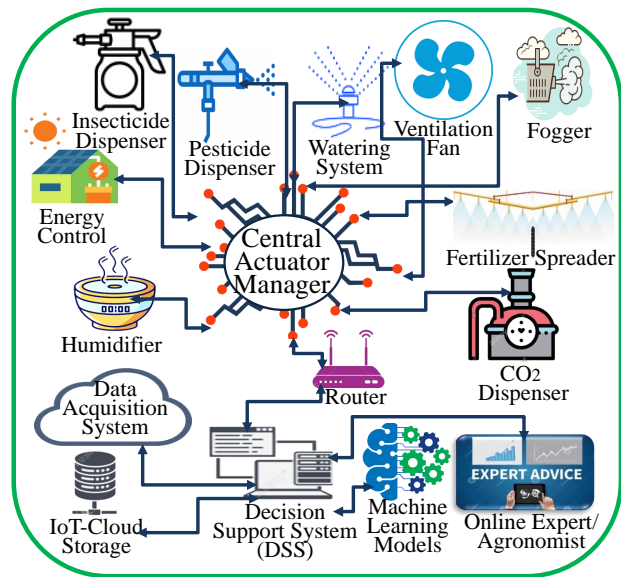 Insecticide
Dispenser
Pesticide
Dispenser
Watering
System
Ventilation
Fan
Fogger
Energy
Control
Central
Actuator
Manager
Fertilizer Spreader
Humidifier
CO2
Dispenser
Router
Data
Acquisition
System
EXPERT ADVICE
IoT-Cloud
Storage
Decision
Support System
(DSS)
Machine
Learning
Models
Online Expert/
Agronomist